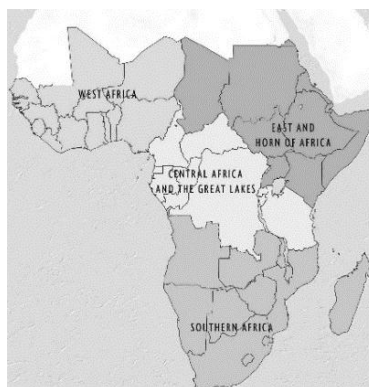 WEST AFRICA
EAST AND
HORN OF AFRICA
CENTRAL AFRICA
AND THE GREAT LAKES
SOUTHERN AFRICA